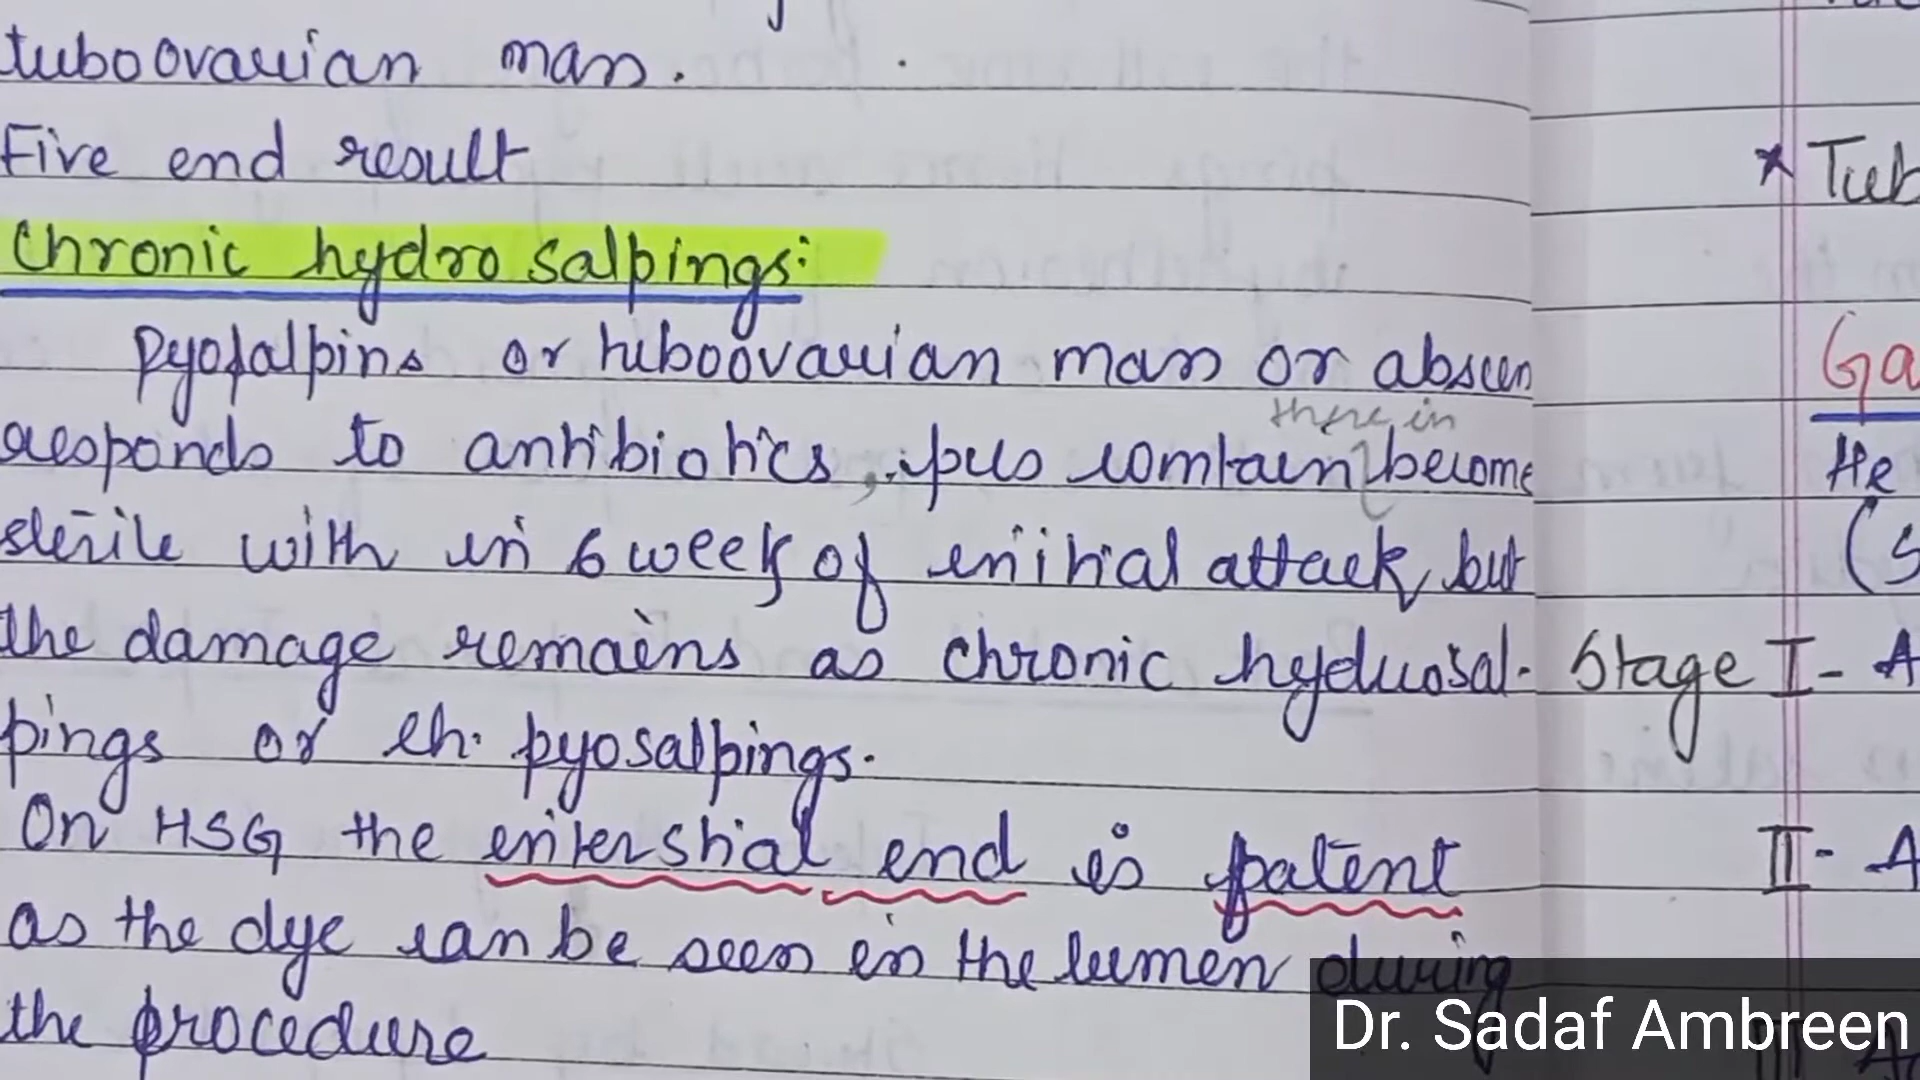 tuboovarian mass.
Five end result
Chronic hydrosalpings:
pyosalpins or tuboovarian mass or abscess
responds to antibiotics, pus contain there in become
sterile with in 6 week of initial attack, but
the damage remains as chronic hydrosal-
pings or ch. pyosalpings.
On HSG the interstial end is patent
as the dye can be seen in the lumen during
the procedure
* Tub
Ga
He
(S
Stage I - A
II - A
Dr. Sadaf Ambreen